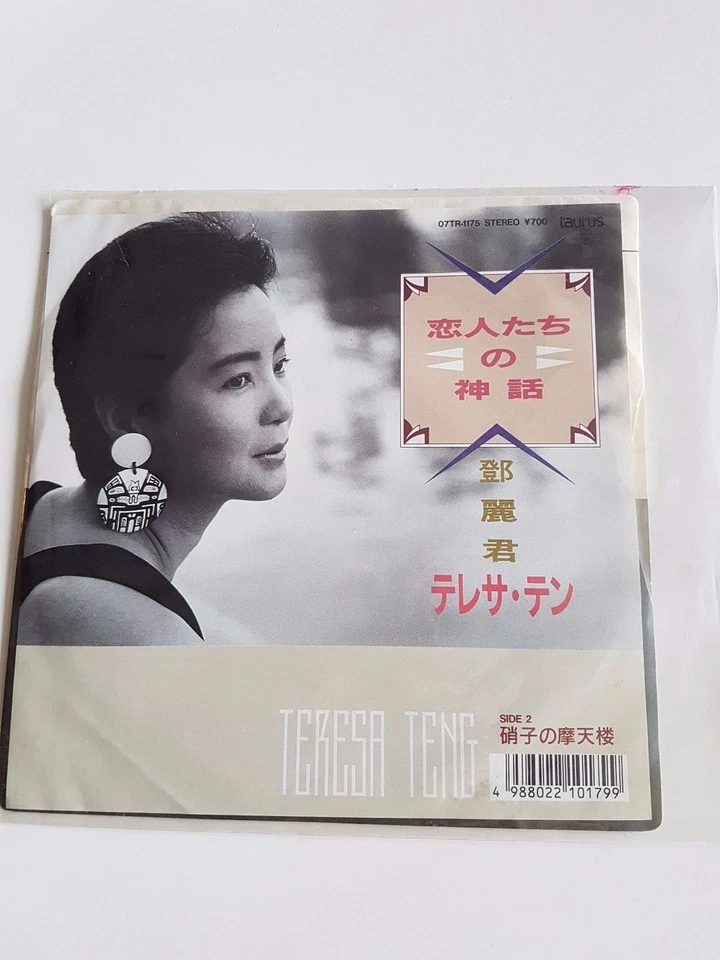 07TR-1175 STEREO ¥700 taurus
恋人たち
の
神話
鄧
麗
君
テレサ・テン
TERESA TENG
SIDE 2
硝子の摩天楼
4 988022 101799